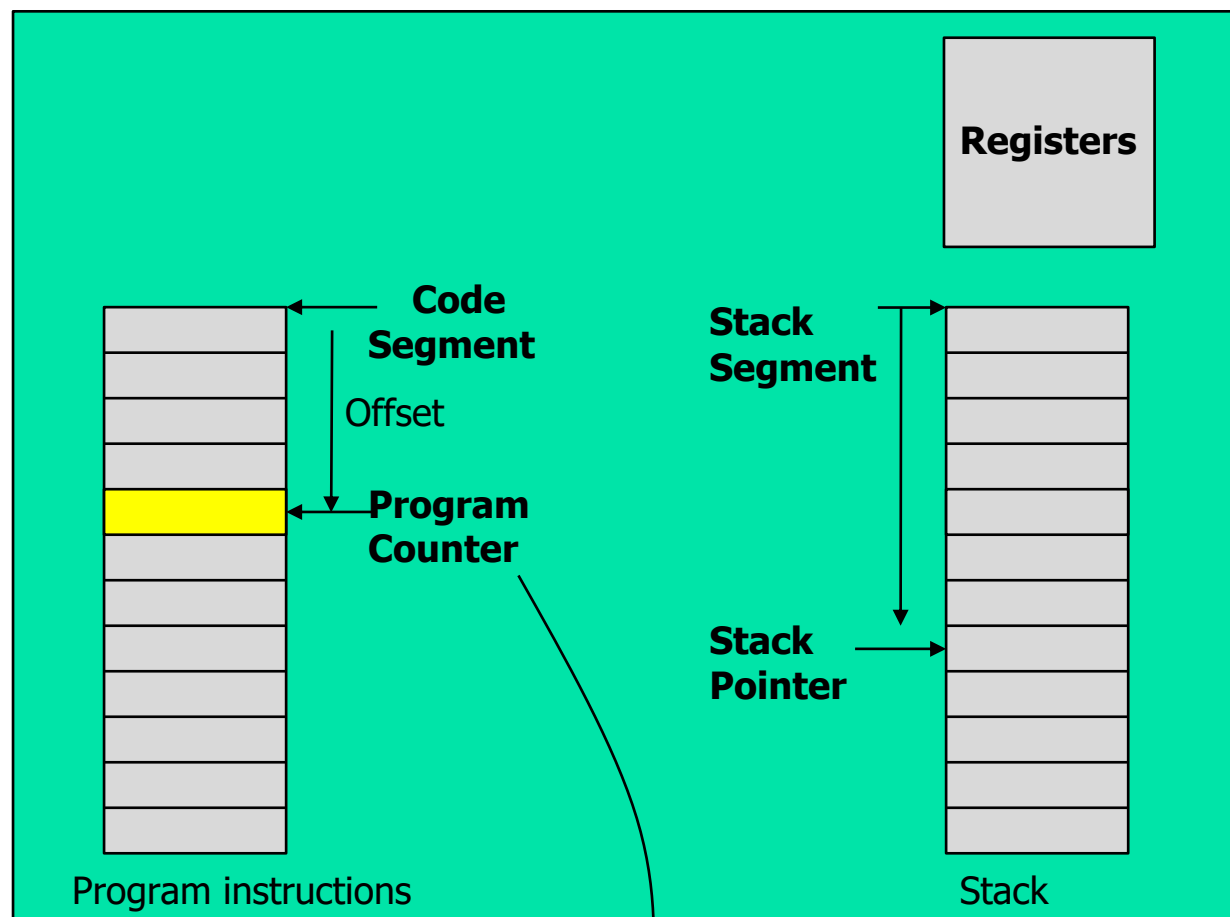 Registers
Code
Segment
Offset
Program
Counter
Stack
Segment
Stack
Pointer
Program instructions
Stack